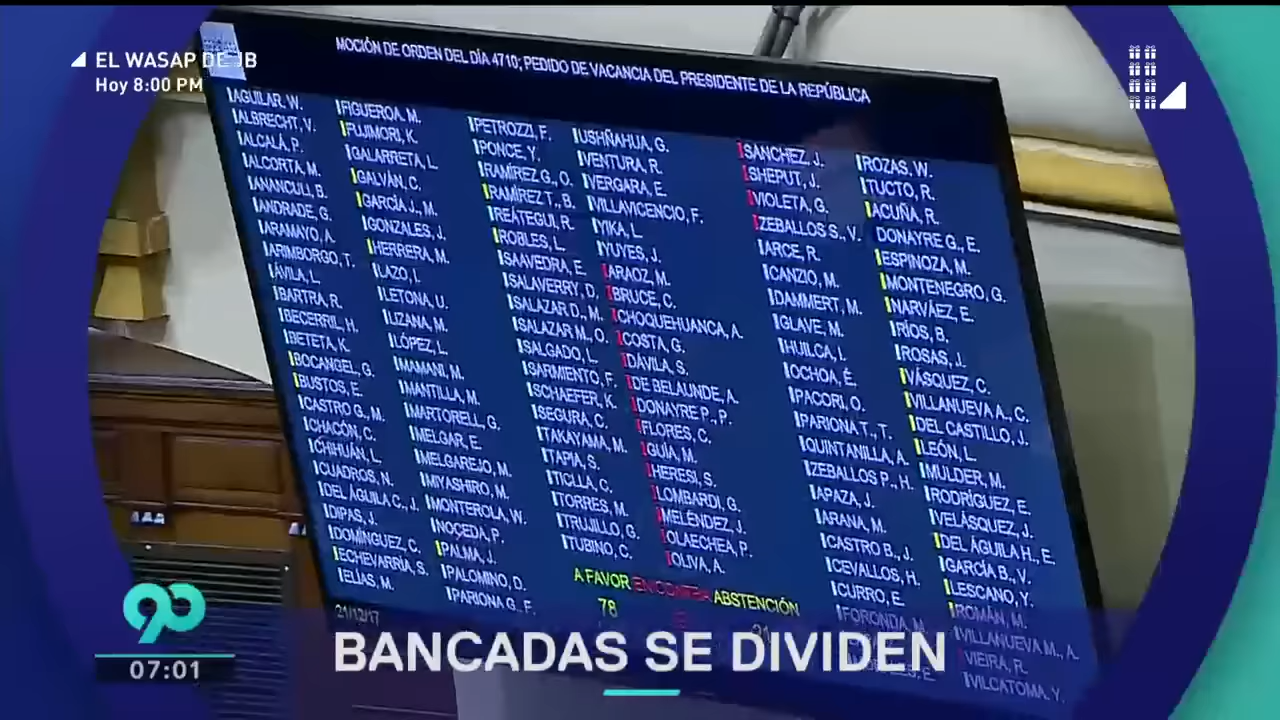 EL WASAP DE JB
Hoy 8:00 PM
MOCIÓN DE ORDEN DEL DÍA 4710; PEDIDO DE VACANCIA DEL PRESIDENTE DE LA REPÚBLICA
AGUILAR, W.
ALBRECHT, V.
ALCALÁ, P.
ALCORTA, M.
ANANCULI, B.
ANDRADE, G.
ARAMAYO, A.
ARIMBORGO, T.
ÁVILA, L.
BARTRA, R.
BECERRIL, H.
BETETA, K.
BOCANGEL, G.
BUSTOS, E.
CASTRO G., M.
CHACÓN, C.
CHIHUÁN, L.
CUADROS, N.
DEL ÁGUILA C., J.
DIPAS, J.
DOMÍNGUEZ, C.
ECHEVARRÍA, S.
ELÍAS, M.
FIGUEROA, M.
FUJIMORI, K.
GALARRETA, L.
GALVÁN, C.
GARCÍA J., M.
GONZALES, J.
HERRERA, M.
LAZO, I.
LETONA, U.
LIZANA, M.
LÓPEZ, L.
MAMANI, M.
MANTILLA, M.
MARTORELL, G.
MELGAR, E.
MELGAREJO, M.
MIYASHIRO, M.
MONTEROLA, W.
NOCEDA, P.
PALMA, J.
PALOMINO, D.
PARIONA G., F.
PETROZZI, F.
PONCE, Y.
RAMÍREZ G., O.
RAMÍREZ T., B.
REÁTEGUI, R.
ROBLES, L.
SAAVEDRA, E.
SALAVERRY, D.
SALAZAR D., M.
SALAZAR M., O.
SALGADO, L.
SARMIENTO, F.
SCHAEFER, K.
SEGURA, C.
TAKAYAMA, M.
TAPIA, S.
TICLLA, C.
TORRES, M.
TRUJILLO, G.
TUBINO, C.
USHÑAHUA, G.
VENTURA, R.
VERGARA, E.
VILLAVICENCIO, F.
YIKA, L.
YUYES, J.
ARAOZ, M.
BRUCE, C.
CHOQUEHUANCA, A.
COSTA, G.
DÁVILA, S.
DE BELAUNDE, A.
DONAYRE P., P.
FLORES, C.
GUÍA, M.
HERESI, S.
LOMBARDI, G.
MELÉNDEZ, J.
OLAECHEA, P.
OLIVA, A.
SÁNCHEZ, J.
SHEPUT, J.
VIOLETA, G.
ZEBALLOS S., V.
ARCE, R.
CANZIO, M.
DAMMERT, M.
GLAVE, M.
HUILCA, I.
OCHOA, É.
PACORI, O.
PARIONA T., T.
QUINTANILLA, A.
ZEBALLOS P., H.
APAZA, J.
ARANA, M.
CASTRO B., J.
CEVALLOS, H.
CURRO, E.
FORONDA, M.
ROZAS, W.
TUCTO, R.
ACUÑA, R.
DONAYRE G., E.
ESPINOZA, M.
MONTENEGRO, G.
NARVÁEZ, E.
RÍOS, B.
ROSAS, J.
VÁSQUEZ, C.
VILLANUEVA A., C.
DEL CASTILLO, J.
LEÓN, L.
MULDER, M.
RODRÍGUEZ, E.
VELÁSQUEZ, J.
DEL ÁGUILA H., E.
GARCÍA B., V.
LESCANO, Y.
ROMÁN, M.
VILLANUEVA M., A.
VIEIRA, R.
VILCATOMA, Y.
A FAVOR EN CONTRA ABSTENCIÓN
78
21/12/17
BANCADAS SE DIVIDEN
90
07:01